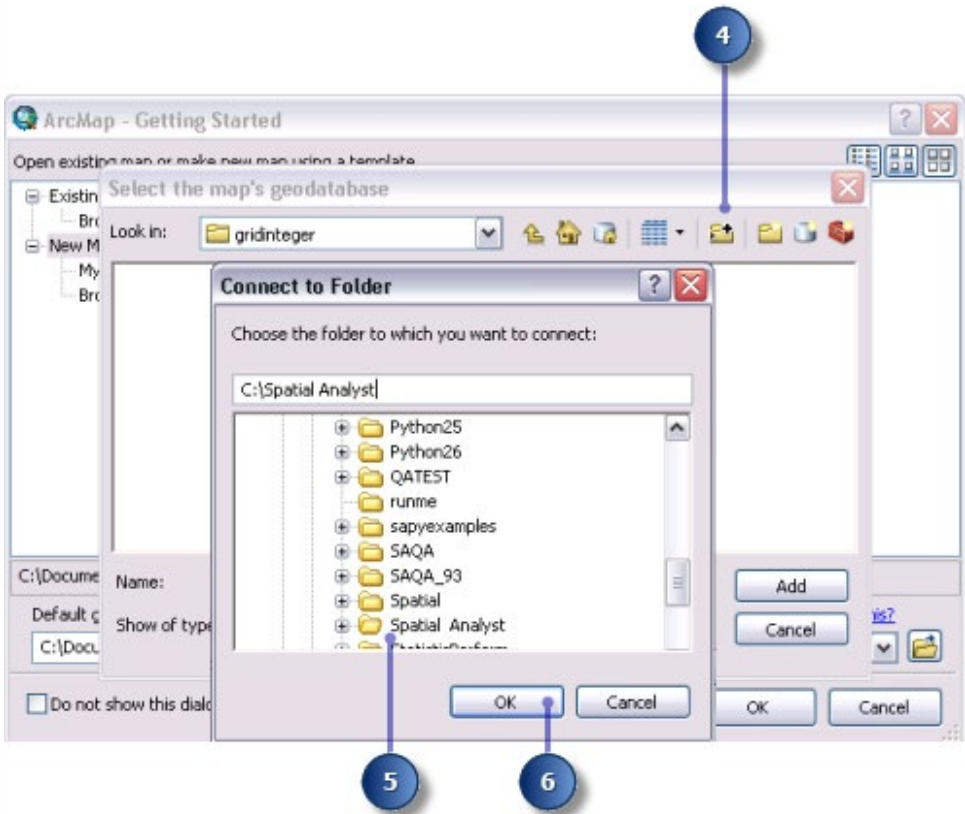 4
ArcMap - Getting Started
Open existing map or make new map using a template
Existin
Bro
New M
My
Bro
Select the map's geodatabase
Look in: gridinteger
Connect to Folder
Choose the folder to which you want to connect:
C:\Spatial Analyst
Python25
Python26
QATEST
runme
sapyexamples
SAQA
SAQA_93
Spatial
Spatial Analyst
StatisticPerform
C:\Docume
Name:
Add
Default g
Show of type
Cancel
his?
C:\Docu
Do not show this dialo
OK
Cancel
OK
Cancel
5
6